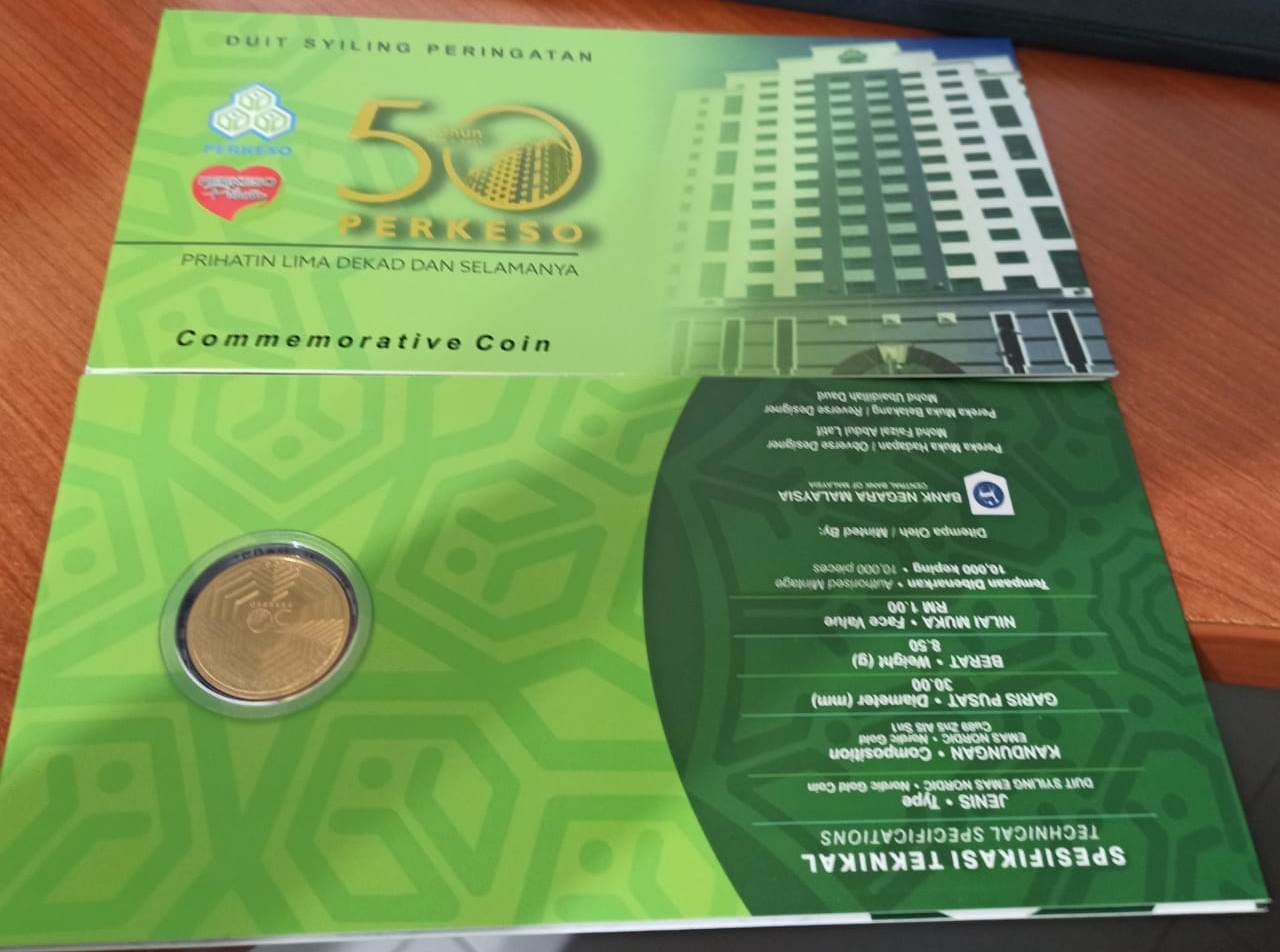 DUIT SYILING PERINGATAN
PERKESO
50
PERKESO
PRIHATIN LIMA DEKAD DAN SELAMANYA
Commemorative Coin
SPESIFIKASI TEKNIKAL
TECHNICAL SPECIFICATIONS
JENIS • Type
DUIT SYILING EMAS NORDIC • Nordic Gold Coin
KANDUNGAN • Composition
EMAS NORDIC • Nordic Gold
Cu89 Zn5 Al5 Sn1
GARIS PUSAT • Diameter (mm)
30.00
BERAT • Weight (g)
8.50
NILAI MUKA • Face Value
RM 1.00
Tempaan Dibenarkan • Authorised Mintage
10,000 keping • 10,000 pieces
Ditempa Oleh / Minted By:
BANK NEGARA MALAYSIA
CENTRAL BANK OF MALAYSIA
Pereka Muka Hadapan / Obverse Designer
Mohd Faizal Abdul Latif
Pereka Muka Belakang / Reverse Designer
Mohd Ubaidillah Daud